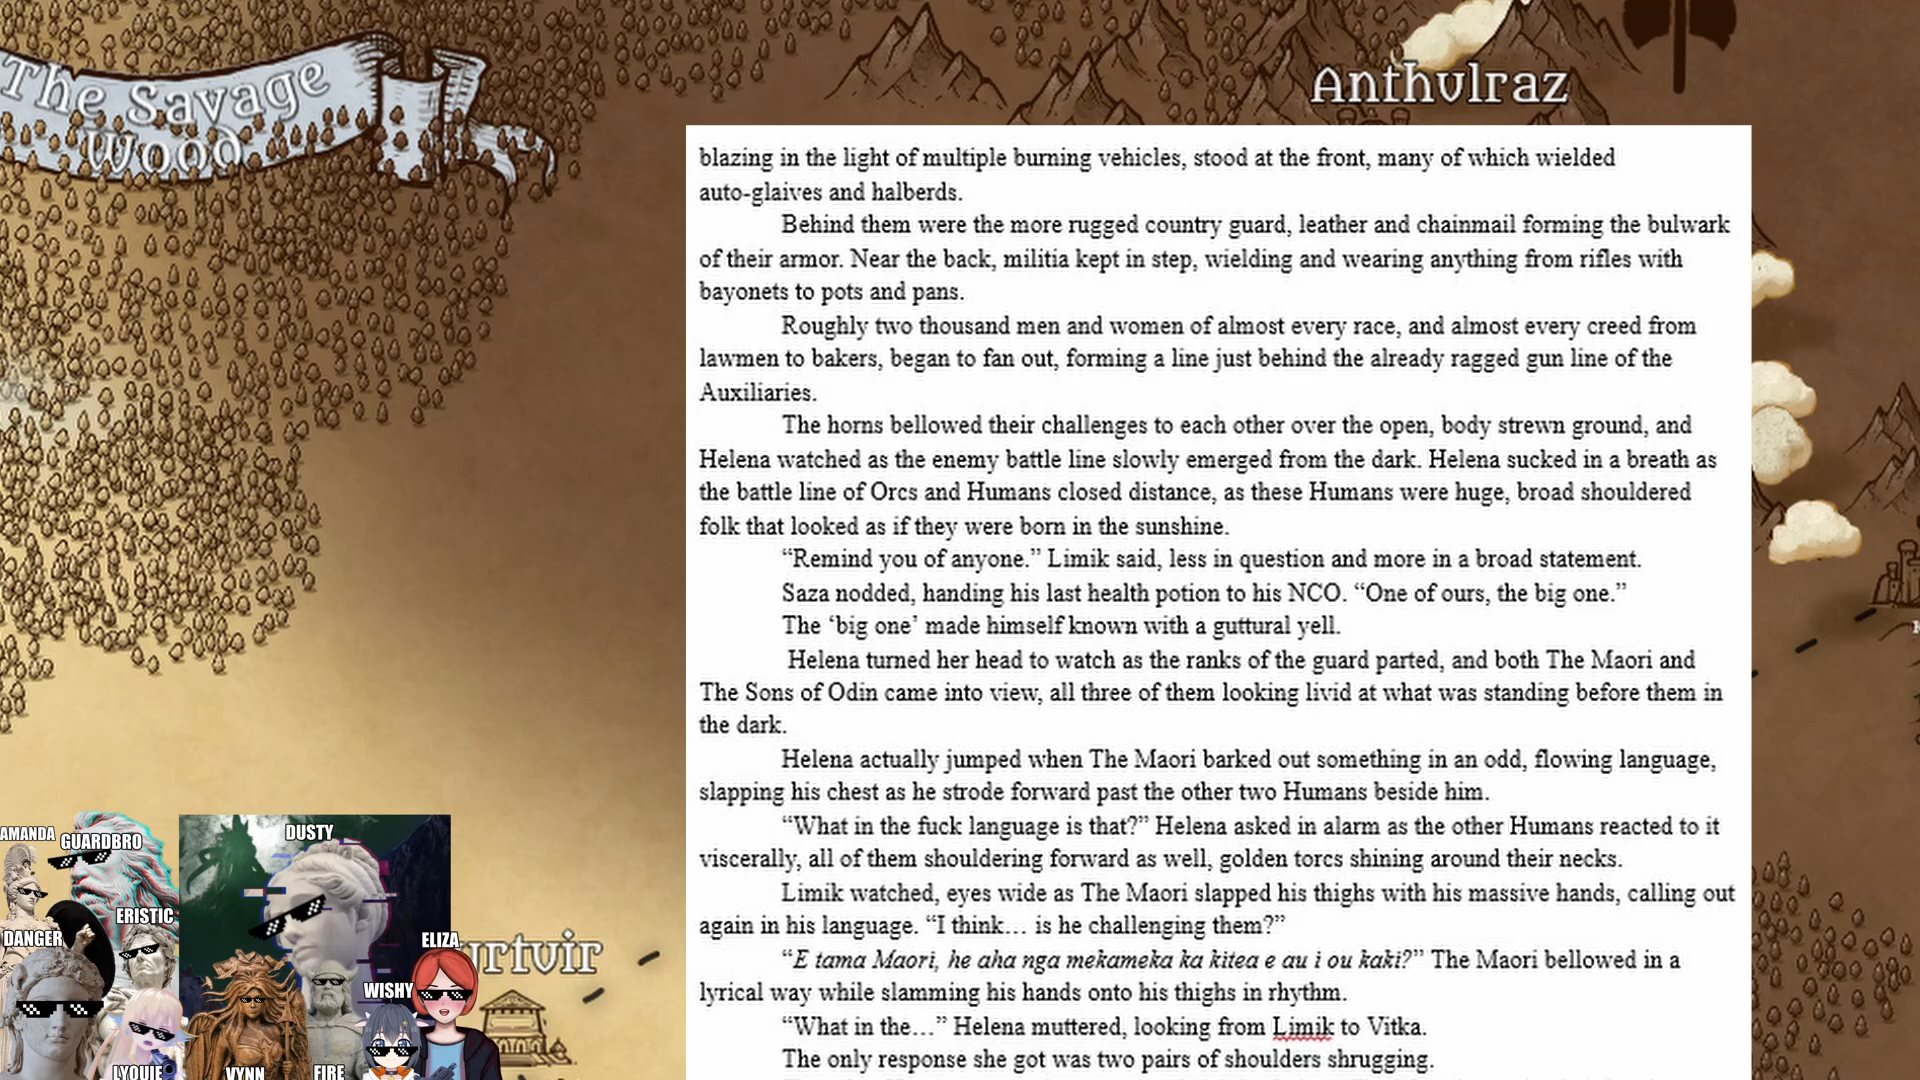 The Savage
Wood
Anthulraz
blazing in the light of multiple burning vehicles, stood at the front, many of which wielded
auto-glaives and halberds.
Behind them were the more rugged country guard, leather and chainmail forming the bulwark
of their armor. Near the back, militia kept in step, wielding and wearing anything from rifles with
bayonets to pots and pans.
Roughly two thousand men and women of almost every race, and almost every creed from
lawmen to bakers, began to fan out, forming a line just behind the already ragged gun line of the
Auxiliaries.
The horns bellowed their challenges to each other over the open, body strewn ground, and
Helena watched as the enemy battle line slowly emerged from the dark. Helena sucked in a breath as
the battle line of Orcs and Humans closed distance, as these Humans were huge, broad shouldered
folk that looked as if they were born in the sunshine.
“Remind you of anyone.” Limik said, less in question and more in a broad statement.
Saza nodded, handing his last health potion to his NCO. “One of ours, the big one.”
The ‘big one’ made himself known with a guttural yell.
Helena turned her head to watch as the ranks of the guard parted, and both The Maori and
The Sons of Odin came into view, all three of them looking livid at what was standing before them in
the dark.
Helena actually jumped when The Maori barked out something in an odd, flowing language,
slapping his chest as he strode forward past the other two Humans beside him.
“What in the fuck language is that?” Helena asked in alarm as the other Humans reacted to it
viscerally, all of them shouldering forward as well, golden torcs shining around their necks.
Limik watched, eyes wide as The Maori slapped his thighs with his massive hands, calling out
again in his language. “I think… is he challenging them?”
“E tama Maori, he aha nga mekameka ka kitea e au i ou kaki?” The Maori bellowed in a
lyrical way while slamming his hands onto his thighs in rhythm.
“What in the…” Helena muttered, looking from Limik to Vitka.
The only response she got was two pairs of shoulders shrugging.
AMANDA
GUARDBRO
DUSTY
ERISTIC
DANGER
ELIZA
WISHY
LYQUIE
VYNN
FIRE